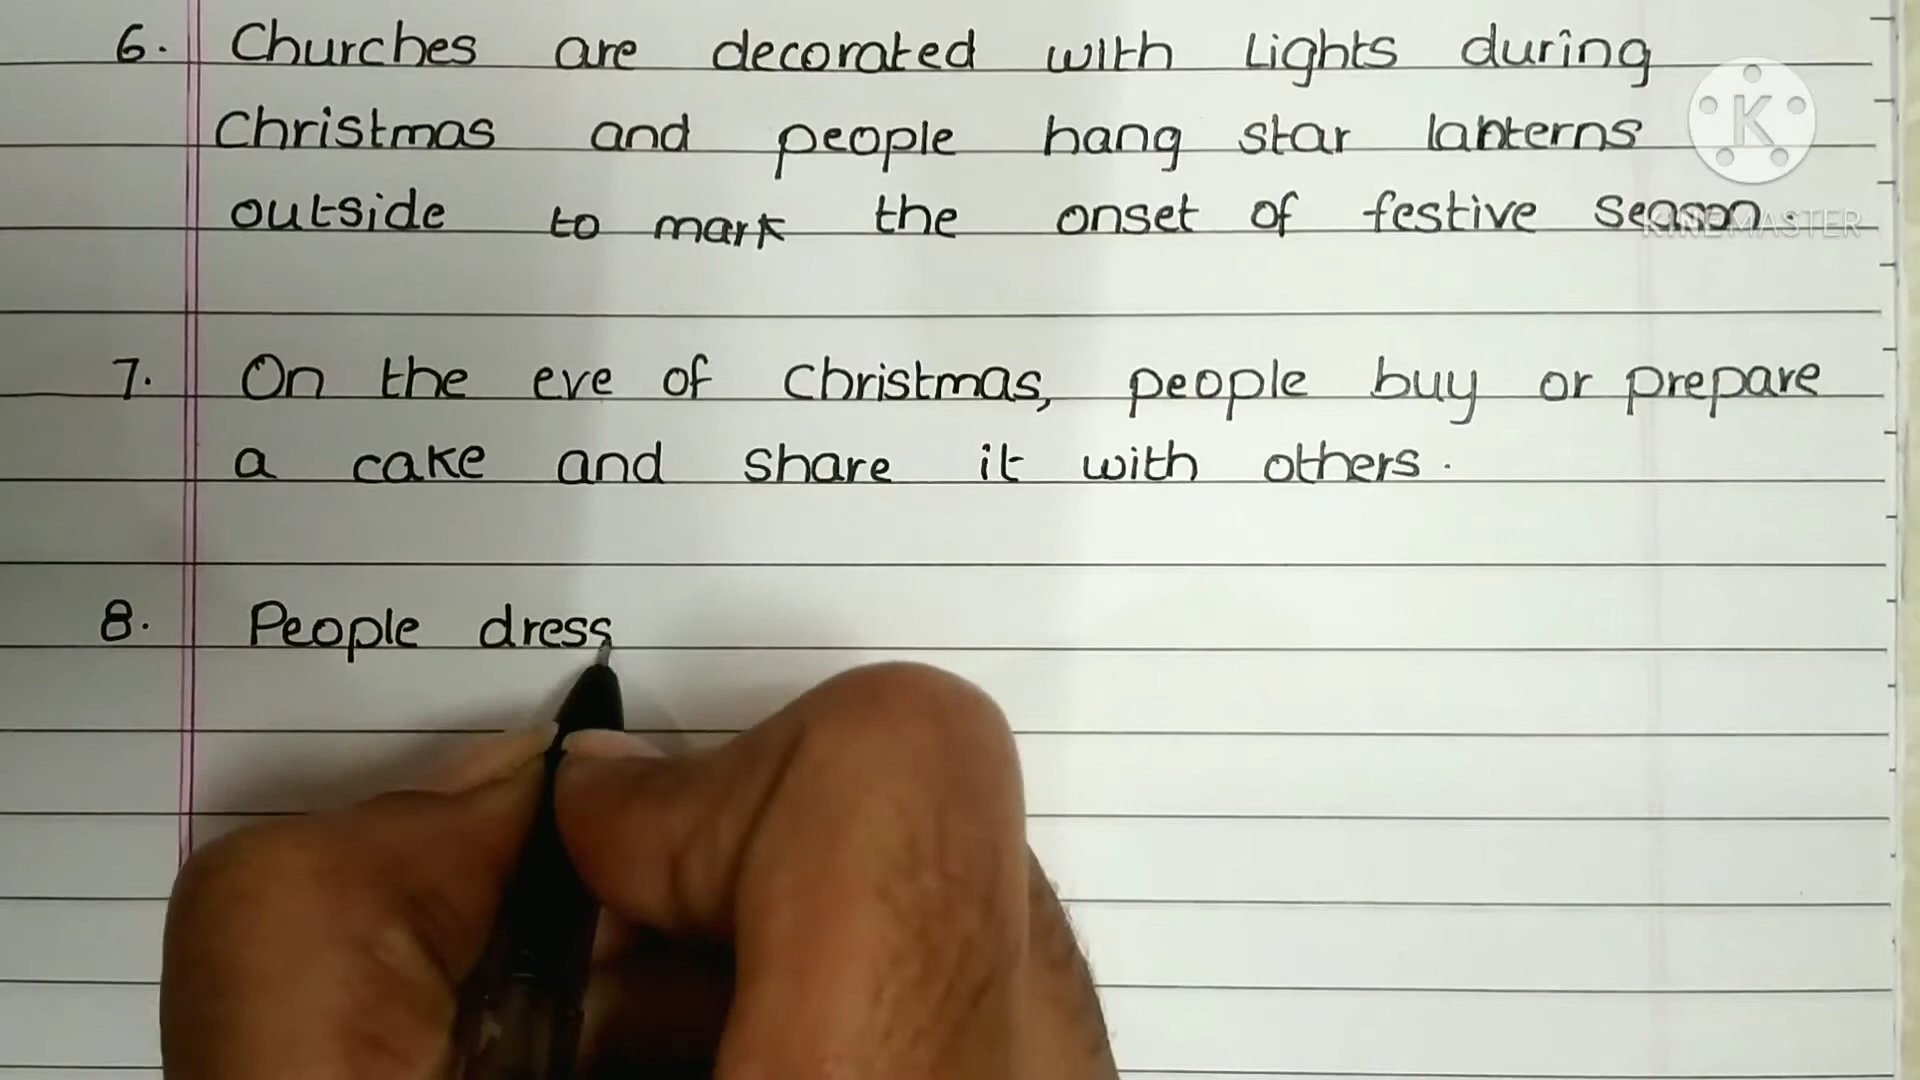 6. Churches are decorated with Lights during
Christmas and people hang star lanterns
outside to mark the onset of festive season.
7. On the eve of Christmas, people buy or prepare
a cake and share it with others.
8. People dress
K
KINEMASTER